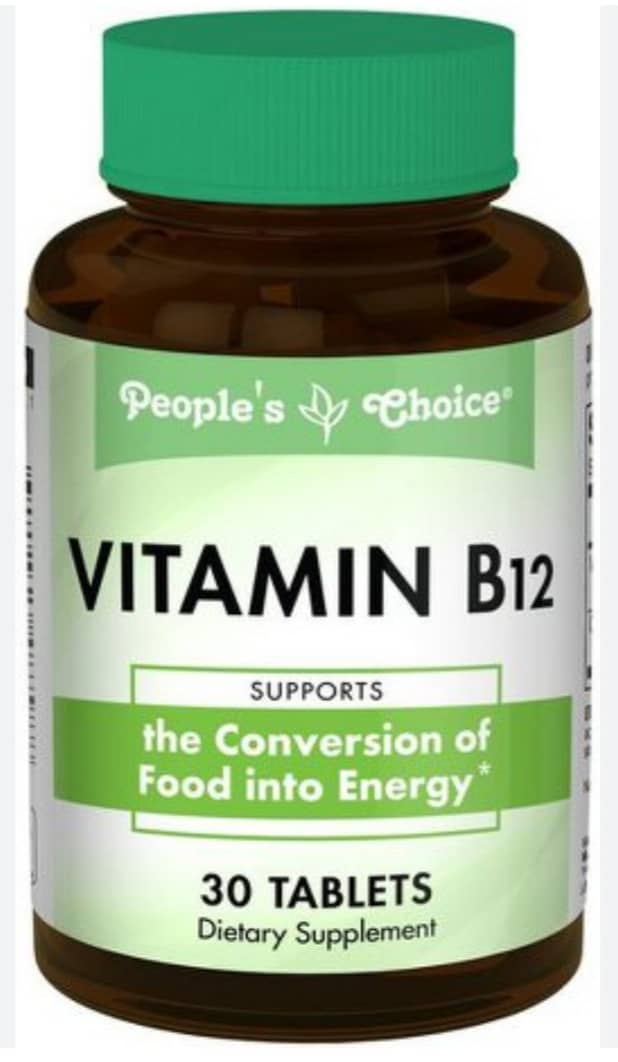 People's Choice®
VITAMIN B12
SUPPORTS
the Conversion of
Food into Energy*
30 TABLETS
Dietary Supplement